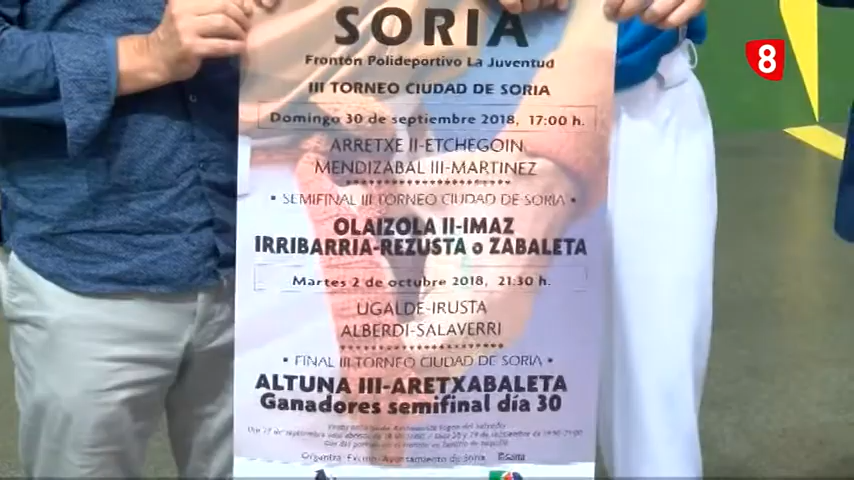 8
SORIA
Frontón Polideportivo La Juventud
III TORNEO CIUDAD DE SORIA
Domingo 30 de septiembre 2018, 17:00 h.
ARRETXE II-ETCHEGOIN
MENDIZABAL III-MARTINEZ
• SEMIFINAL III TORNEO CIUDAD DE SORIA •
OLAIZOLA II-IMAZ
IRRIBARRIA-REZUSTA o ZABALETA
Martes 2 de octubre 2018, 21:30 h.
UGALDE-IRUSTA
ALBERDI-SALAVERRI
• FINAL III TORNEO CIUDAD DE SORIA •
ALTUNA III-ARETXABALETA
Ganadores semifinal día 30
Organiza: Excmo. Ayuntamiento de Soria